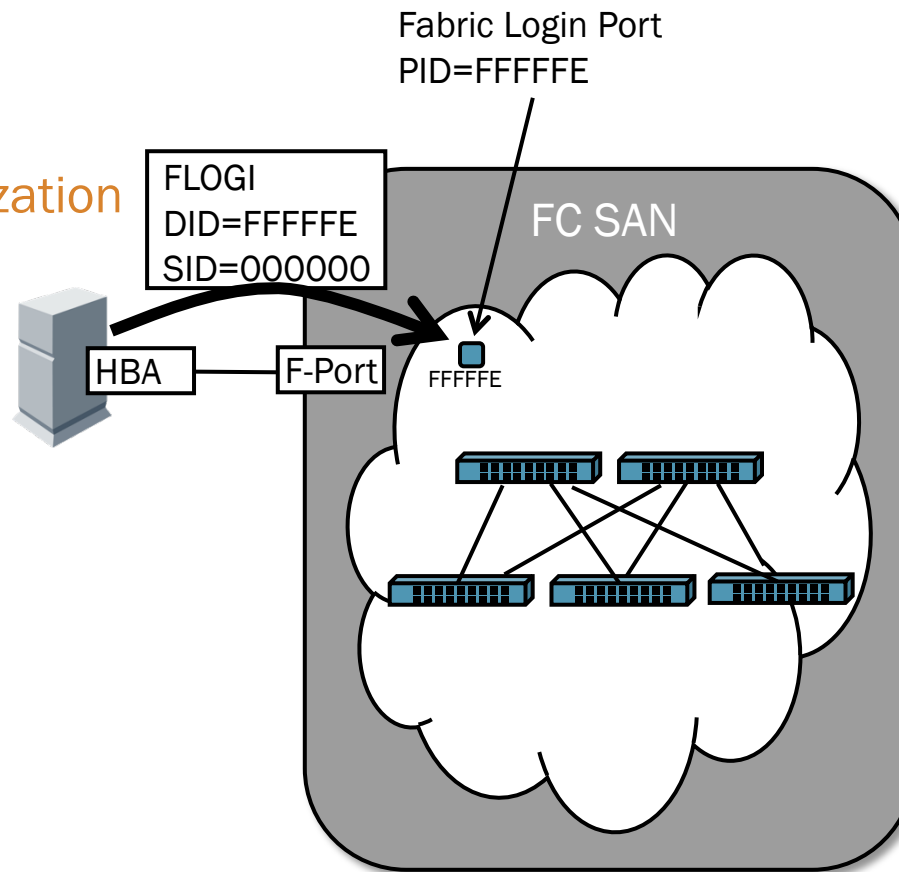 Fabric Login Port
PID=FFFFFE
zation
FLOGI
DID=FFFFFE
SID=000000
FC SAN
HBA
F-Port
FFFFFE